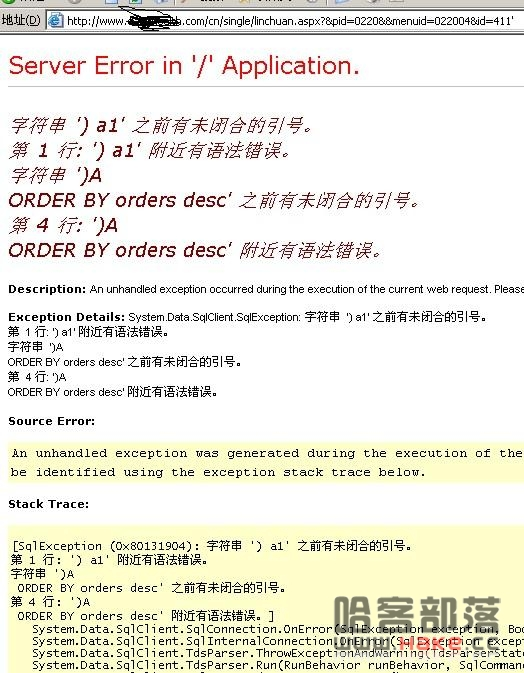 地址(D)
http://www.b.com/cn/single/linchuan.aspx?&pid=0220&menuid=022004&id=411'
Server Error in '/' Application.
字符串 ') a1' 之前有未闭合的引号。
第 1 行: ') a1' 附近有语法错误。
字符串 ')A
ORDER BY orders desc' 之前有未闭合的引号。
第 4 行: ')A
ORDER BY orders desc' 附近有语法错误。
Description: An unhandled exception occurred during the execution of the current web request. Please
Exception Details: System.Data.SqlClient.SqlException: 字符串 ') a1' 之前有未闭合的引号。
第 1 行: ') a1' 附近有语法错误。
字符串 ')A
ORDER BY orders desc' 之前有未闭合的引号。
第 4 行: ')A
ORDER BY orders desc' 附近有语法错误。
Source Error:
An unhandled exception was generated during the execution of the
be identified using the exception stack trace below.
Stack Trace:
[SqlException (0x80131904): 字符串 ') a1' 之前有未闭合的引号。
第 1 行: ') a1' 附近有语法错误。
字符串 ')A
ORDER BY orders desc' 之前有未闭合的引号。
第 4 行: ')A
ORDER BY orders desc' 附近有语法错误。]
System.Data.SqlClient.SqlConnection.OnError(SqlException exception, Boo
System.Data.SqlClient.SqlInternalConnection.OnError(SqlException excep
System.Data.SqlClient.TdsParser.ThrowExceptionAndWarning(TdsParserState
System.Data.SqlClient.TdsParser.Run(RunBehavior runBehavior, SqlCommand
哈客部落
www.Hake.cc